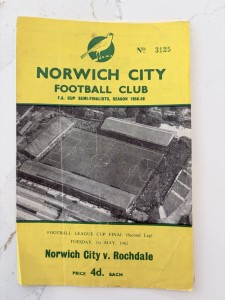 Nº 3125
NORWICH CITY
FOOTBALL CLUB
F.A. CUP SEMI-FINALISTS, SEASON 1958-59
FOOTBALL LEAGUE CUP FINAL (Second Leg)
TUESDAY, 1st MAY, 1962
Norwich City v. Rochdale
PRICE 4d. EACH